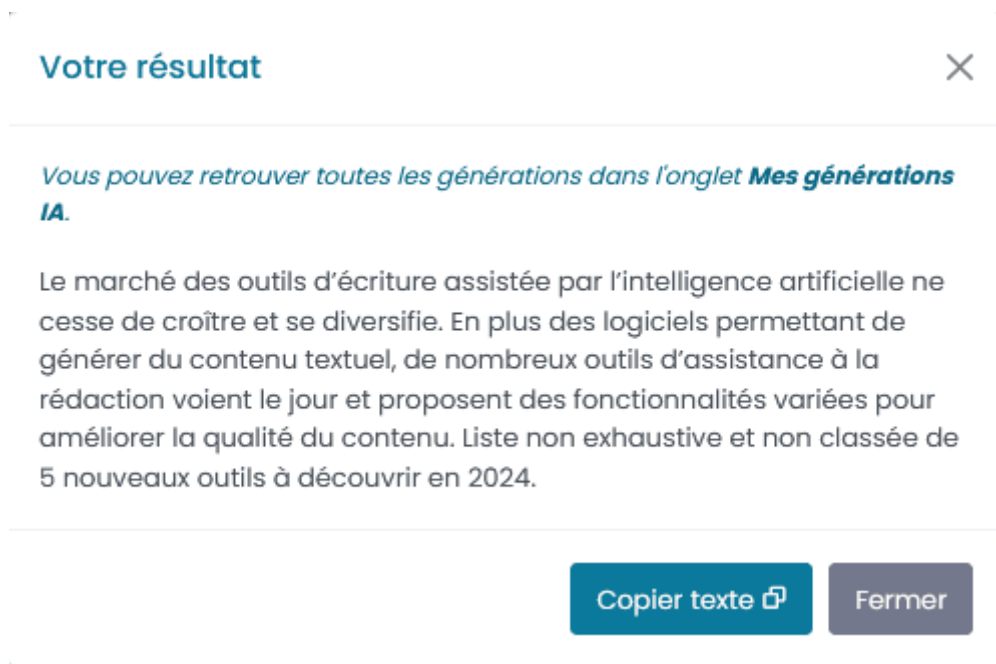 Votre résultat
Vous pouvez retrouver toutes les générations dans l'onglet Mes générations
IA.
Le marché des outils d’écriture assistée par l’intelligence artificielle ne
cesse de croître et se diversifie. En plus des logiciels permettant de
générer du contenu textuel, de nombreux outils d’assistance à la
rédaction voient le jour et proposent des fonctionnalités variées pour
améliorer la qualité du contenu. Liste non exhaustive et non classée de
5 nouveaux outils à découvrir en 2024.
Copier texte
Fermer